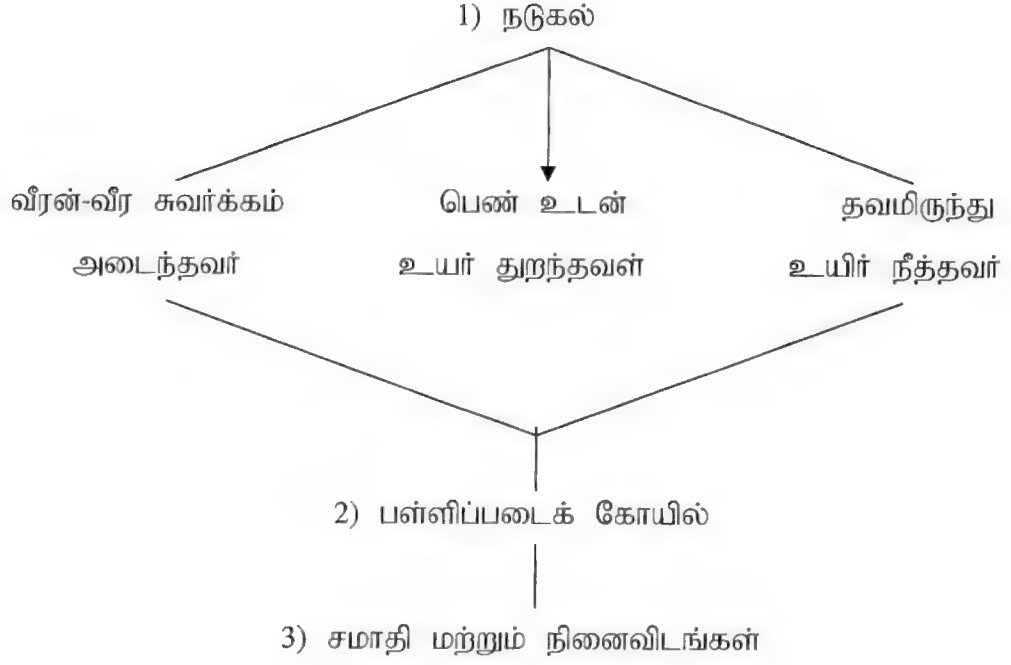 1) நடுகல்
வீரன்-வீர சுவர்க்கம்
அடைந்தவர்
பெண் உடன்
உயர் துறந்தவள்
தவமிருந்து
உயிர் நீத்தவர்
2) பள்ளிப்படைக் கோயில்
3) சமாதி மற்றும் நினைவிடங்கள்